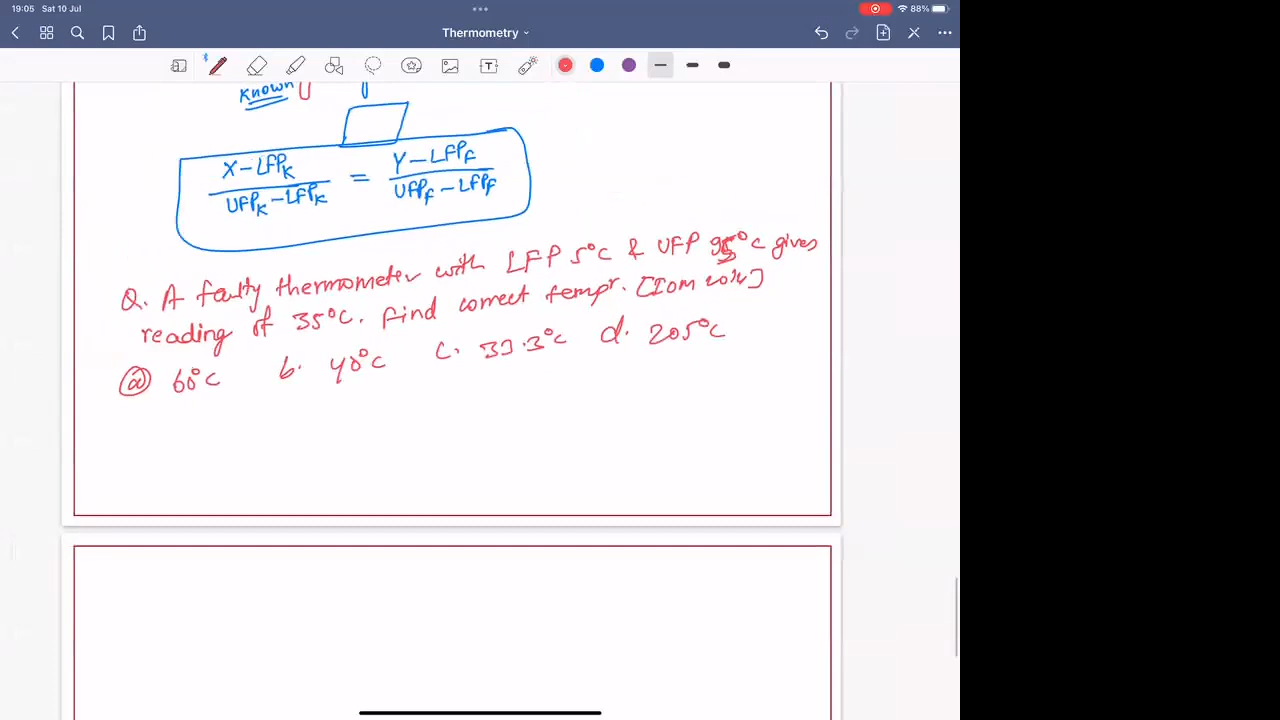 19:05 Sat 10 Jul
88%
Thermometry
Known
X-LFPK / UFPK-LFPK = Y-LFPF / UFPF-LFPF
Q. A faulty thermometer with LFP 5°C & UFP 95°C gives
reading of 35°C. find correct tempr. [IOM
a 60°C b. 40°C c. 33.3°C d. 20.5°C